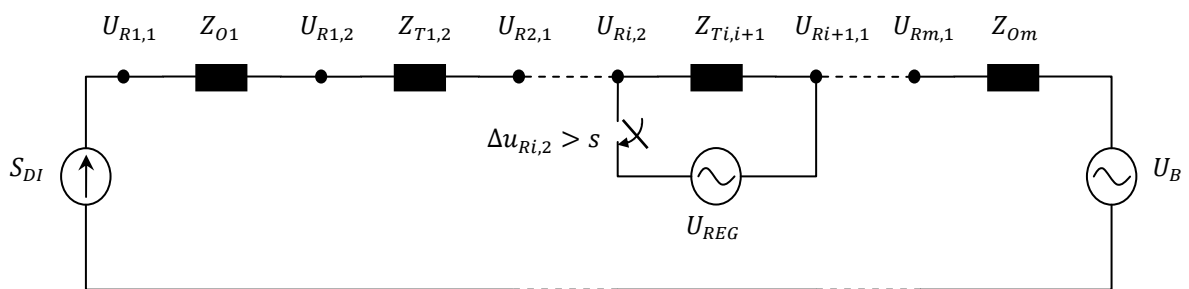 U_{R1,1} Z_{O1} U_{R1,2} Z_{T1,2} U_{R2,1} U_{Ri,2} Z_{Ti,i+1} U_{Ri+1,1} U_{Rm,1} Z_{Om}
Δu_{Ri,2} > s
S_{DI} U_B
U_{REG}